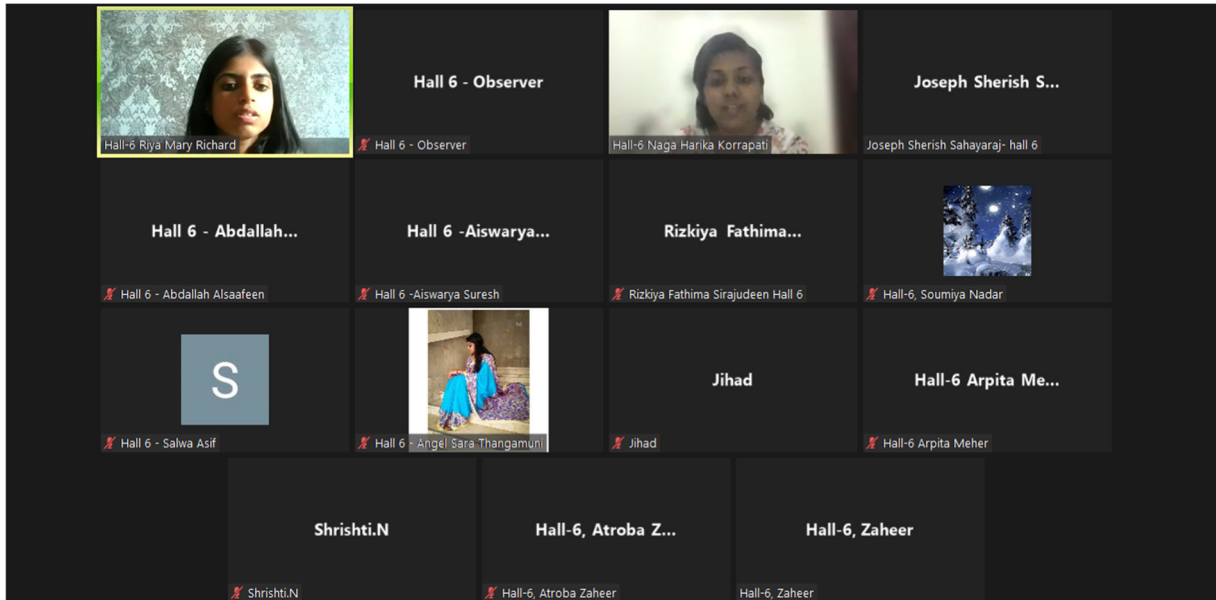 Hall-6 Riya Mary Richard
Hall 6 - Observer
Hall 6 - Observer
Hall-6 Naga Harika Korrapati
Joseph Sherish S...
Joseph Sherish Sahayaraj- hall 6
Hall 6 - Abdallah...
Hall 6 - Abdallah Alsaafeen
Hall 6 -Aiswarya...
Hall 6 -Aiswarya Suresh
Rizkiya Fathima...
Rizkiya Fathima Sirajudeen Hall 6
Hall-6, Soumiya Nadar
S
Hall 6 - Salwa Asif
Hall 6 - Angel Sara Thangamuni
Jihad
Jihad
Hall-6 Arpita Me...
Hall-6 Arpita Meher
Shrishti.N
Shrishti.N
Hall-6, Atroba Z...
Hall-6, Atroba Zaheer
Hall-6, Zaheer
Hall-6, Zaheer